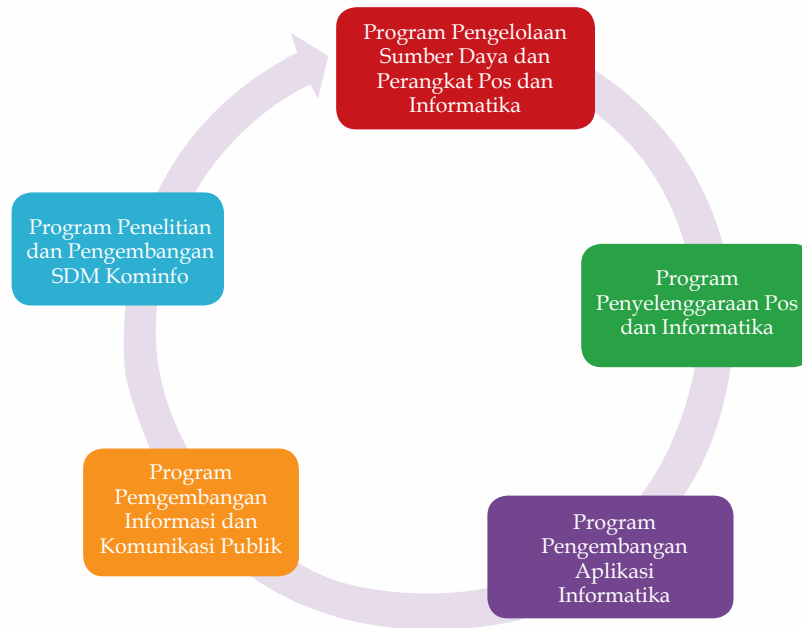 Program Pengelolaan
Sumber Daya dan
Perangkat Pos dan
Informatika
Program
Penyelenggaraan Pos
dan Informatika
Program
Pengembangan
Aplikasi
Informatika
Program
Pemgembangan
Informasi dan
Komunikasi Publik
Program Penelitian
dan Pengembangan
SDM Kominfo